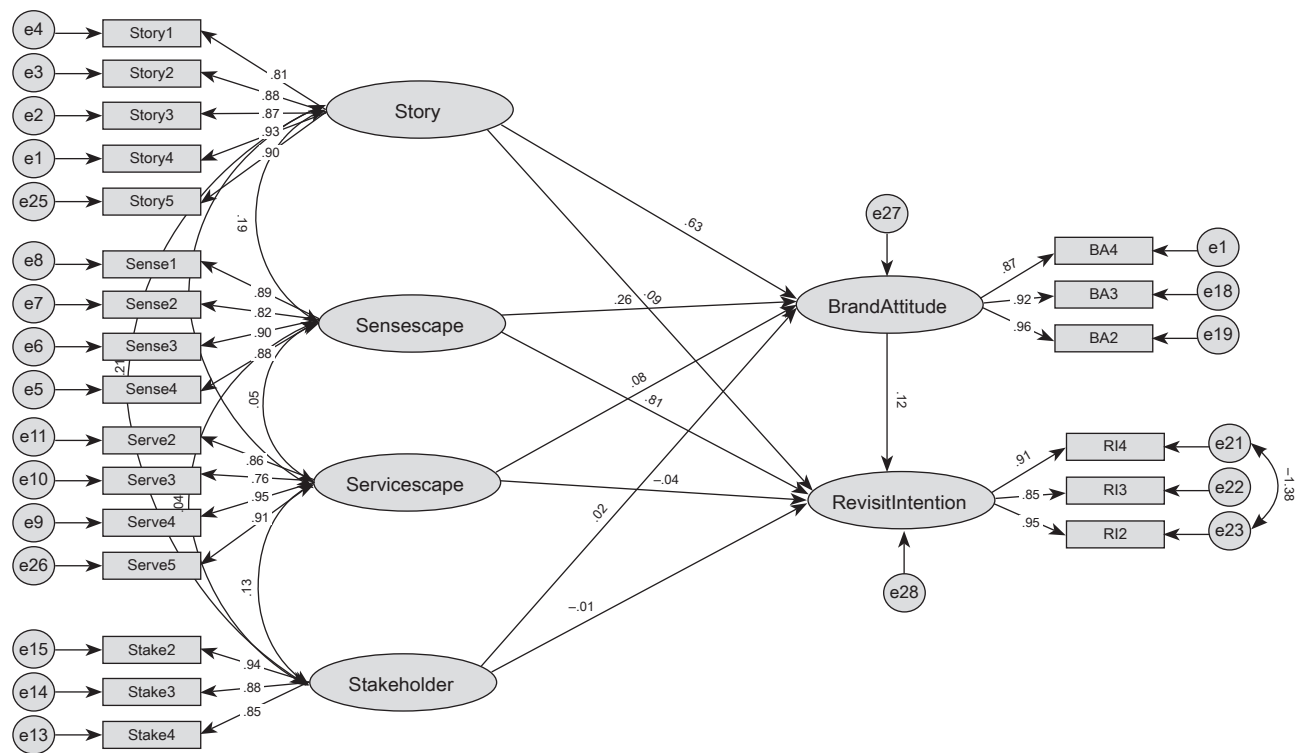 e4
Story1
e3
Story2
e2
Story3
e1
Story4
e25
Story5
.81
.88
.87
.93
.90
Story
.19
.21
e8
Sense1
e7
Sense2
e6
Sense3
e5
Sense4
.89
.82
.90
.88
Sensescape
.05
.04
e11
Serve2
e10
Serve3
e9
Serve4
e26
Serve5
.86
.76
.95
.91
Servicescape
.13
e15
Stake2
e14
Stake3
e13
Stake4
.94
.88
.85
Stakeholder
.63
.09
.26
.81
.08
–.04
.02
–.01
e27
BrandAttitude
.12
RevisitIntention
e28
.87
.92
.96
BA4
e1
BA3
e18
BA2
e19
.91
.85
.95
RI4
e21
RI3
e22
RI2
e23
–1.38